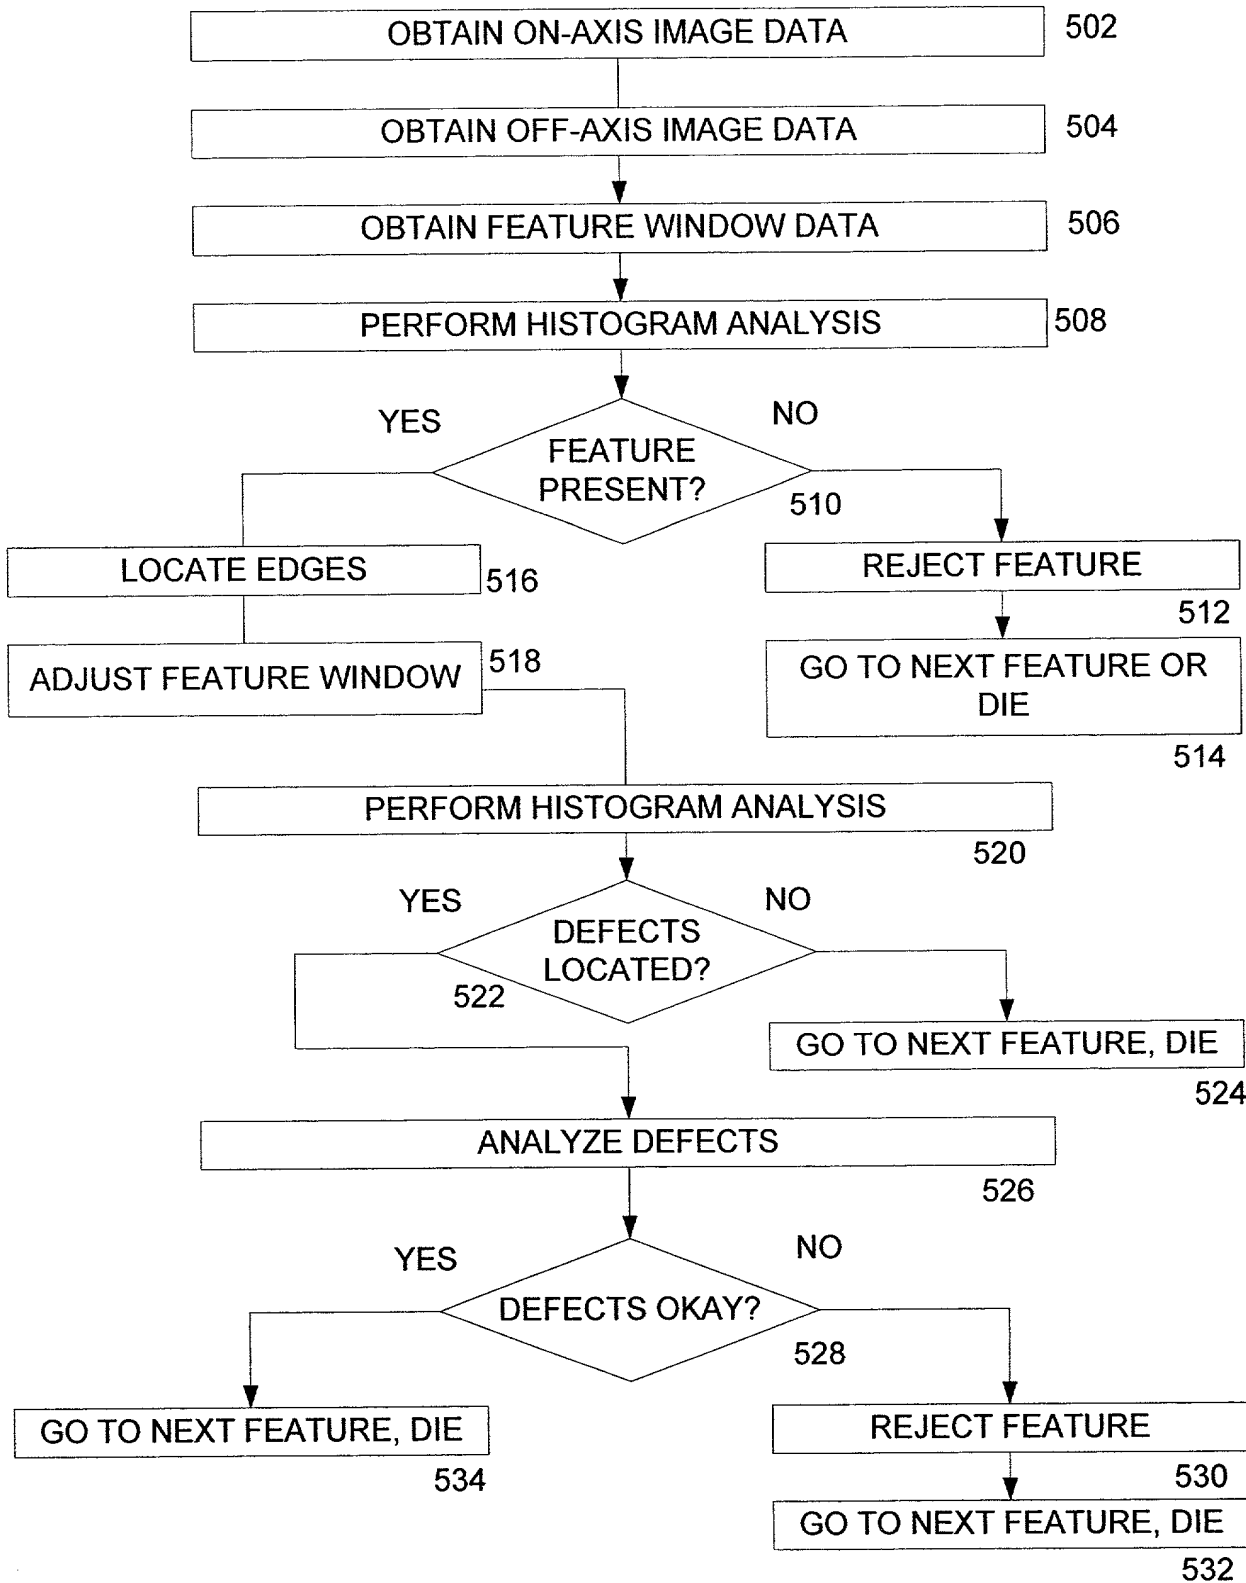 OBTAIN ON-AXIS IMAGE DATA
502
OBTAIN OFF-AXIS IMAGE DATA
504
OBTAIN FEATURE WINDOW DATA
506
PERFORM HISTOGRAM ANALYSIS
508
YES
NO
FEATURE
PRESENT?
510
LOCATE EDGES
516
REJECT FEATURE
512
ADJUST FEATURE WINDOW
518
GO TO NEXT FEATURE OR
DIE
514
PERFORM HISTOGRAM ANALYSIS
520
YES
NO
DEFECTS
LOCATED?
522
GO TO NEXT FEATURE, DIE
524
ANALYZE DEFECTS
526
YES
NO
DEFECTS OKAY?
528
GO TO NEXT FEATURE, DIE
534
REJECT FEATURE
530
GO TO NEXT FEATURE, DIE
532